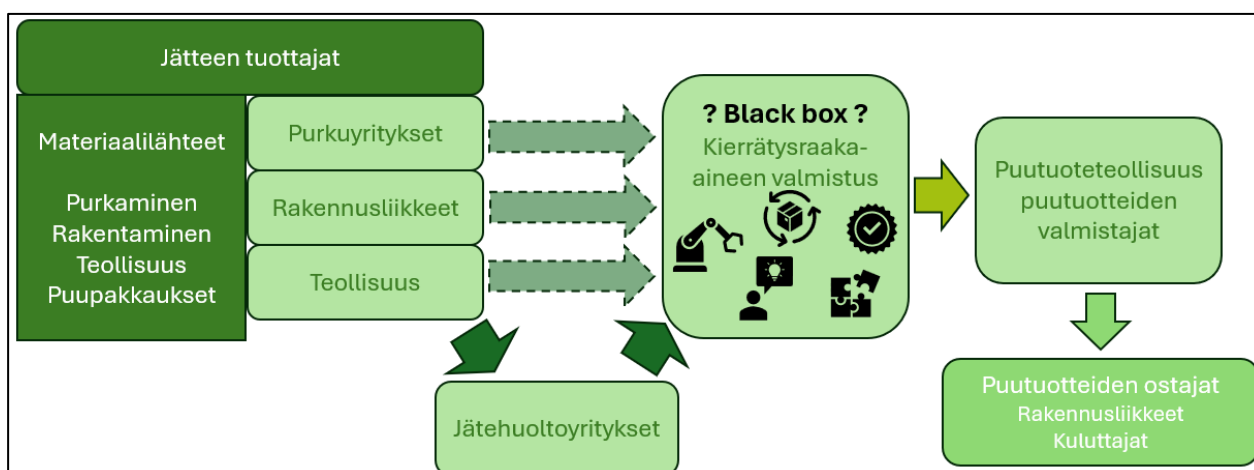 Jätteen tuottajat
Materiaalilähteet
Purkaminen
Rakentaminen
Teollisuus
Puupakkaukset
Purkuyritykset
Rakennusliikkeet
Teollisuus
Jätehuoltoyritykset
? Black box ?
Kierrätysraaka-
aineen valmistus
Puutuoteteollisuus
puutuotteiden
valmistajat
Puutuotteiden ostajat
Rakennusliikkeet
Kuluttajat